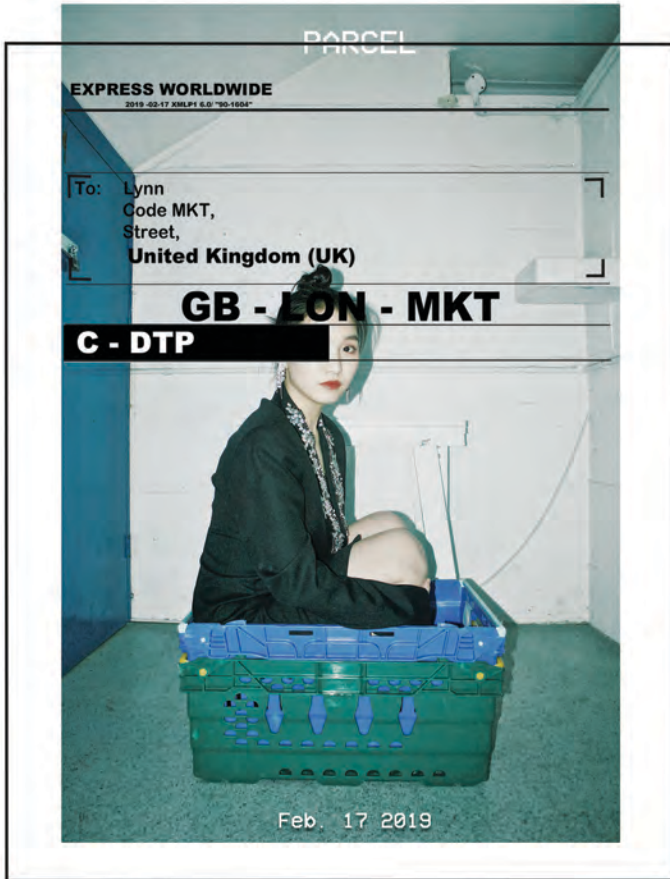 PARCEL
EXPRESS WORLDWIDE
2019 -02-17 XMLP1 6.0/ "90-1604"
To: Lynn
Code MKT,
Street,
United Kingdom (UK)
GB - LON - MKT
C - DTP
Feb. 17 2019